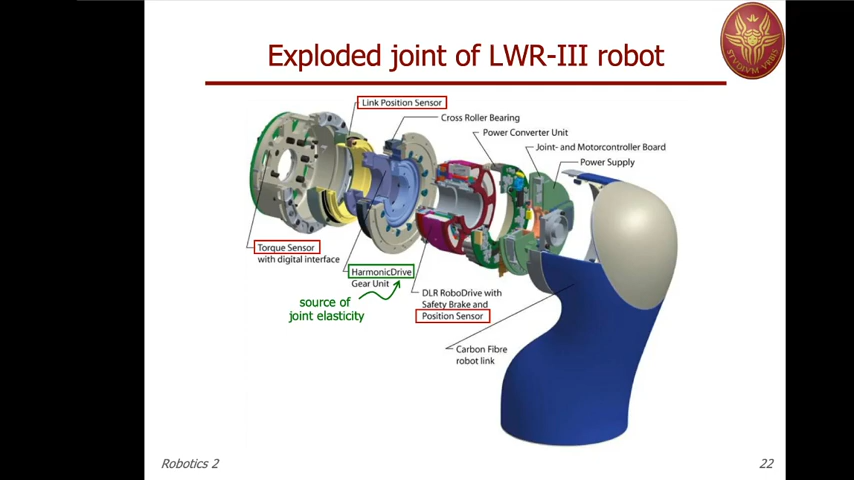 Exploded joint of LWR-III robot
STVDIVM VRBIS
Link Position Sensor
Cross Roller Bearing
Power Converter Unit
Joint- and Motorcontroller Board
Power Supply
Torque Sensor
with digital interface
HarmonicDrive
Gear Unit
source of
joint elasticity
DLR RoboDrive with
Safety Brake and
Position Sensor
Carbon Fibre
robot link
Robotics 2
22